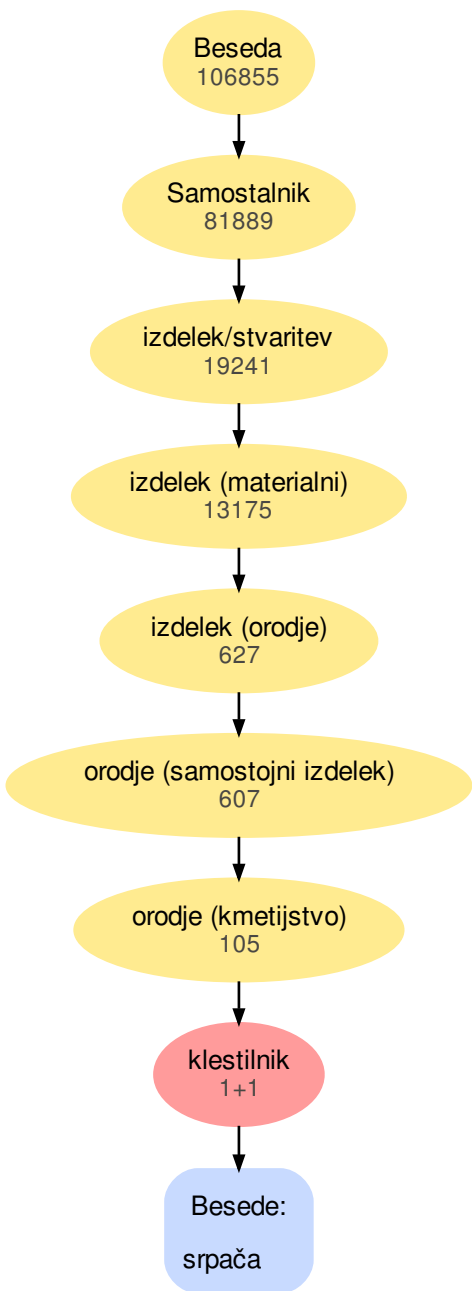 Beseda
106855
Samostalnik
81889
izdelek/stvaritev
19241
izdelek (materialni)
13175
izdelek (orodje)
627
orodje (samostojni izdelek)
607
orodje (kmetijstvo)
105
klestilnik
1+1
Besede:
srpača